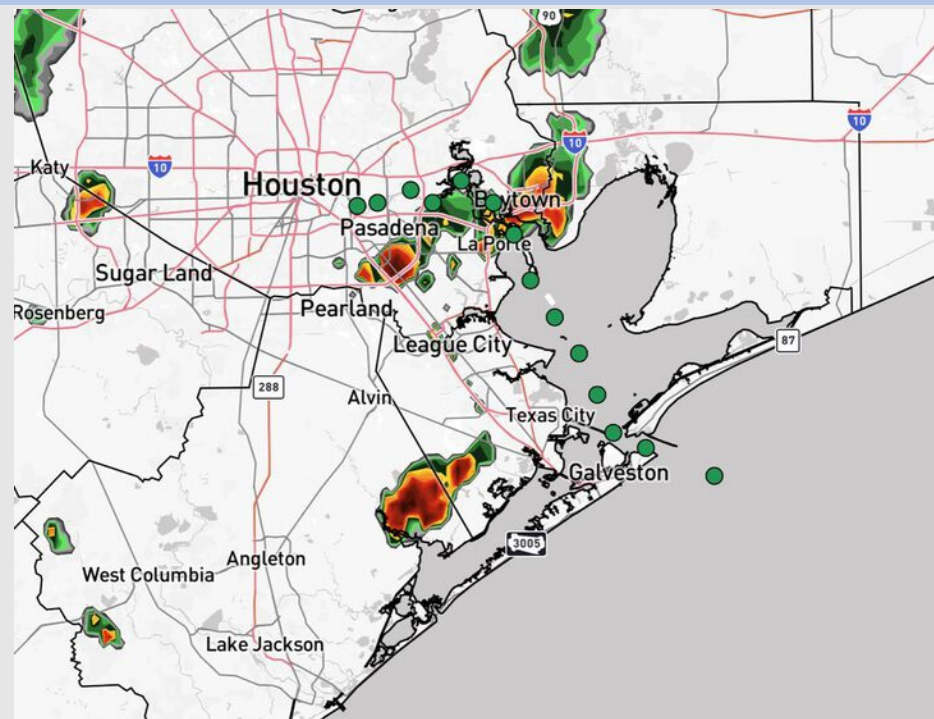 90
10
Katy
10
10
Houston
Baytown
Pasadena
La Porte
Sugar Land
Rosenberg
Pearland
League City
87
288
Alvin
Texas City
Galveston
3005
Angleton
West Columbia
Lake Jackson